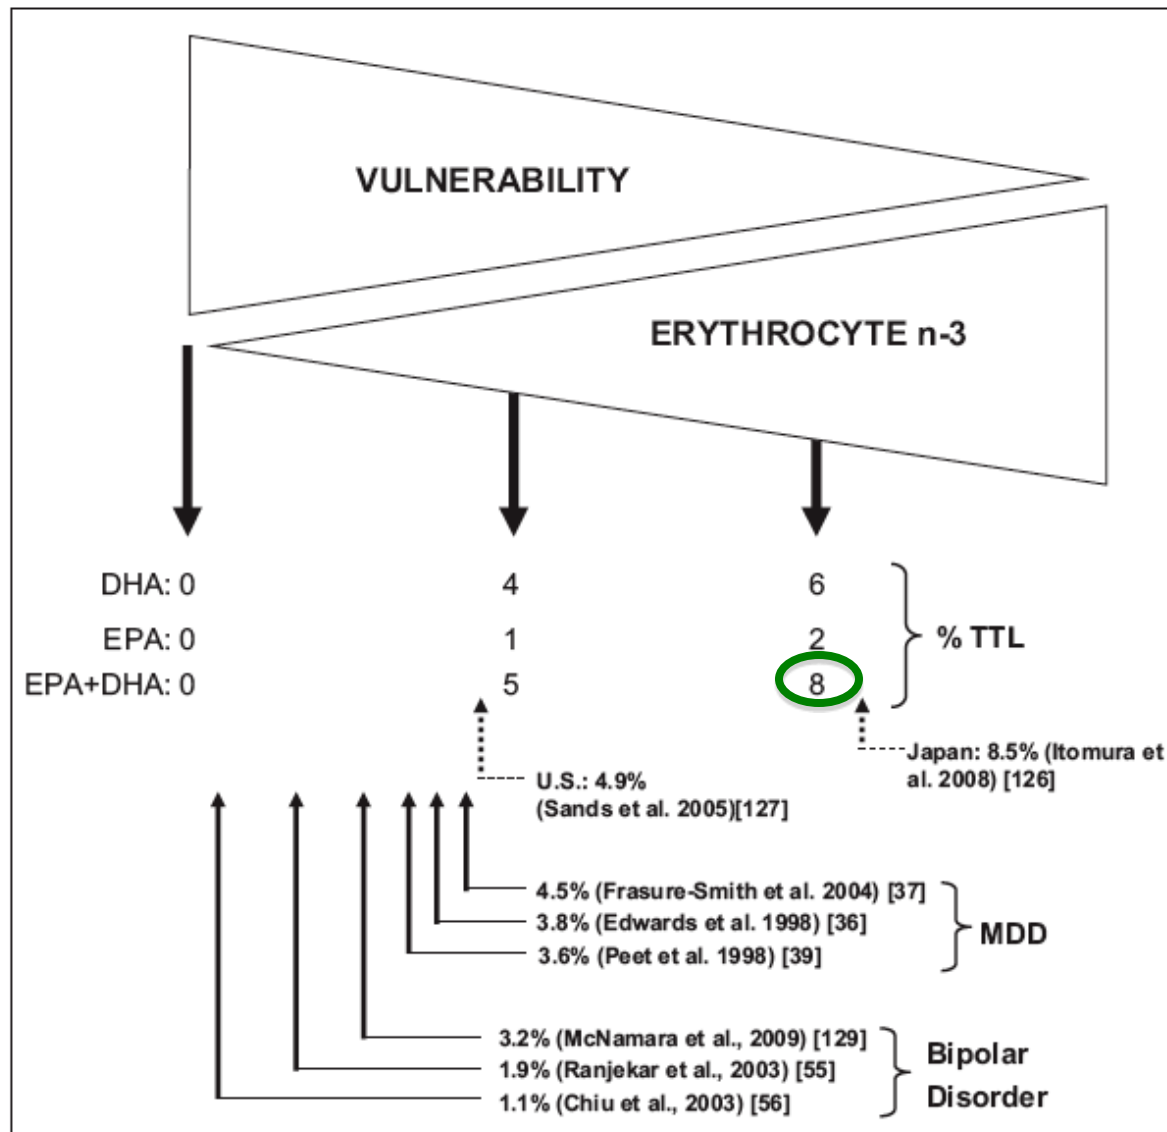 VULNERABILITY
ERYTHROCYTE n-3
DHA: 0 4 6
EPA: 0 1 2
% TTL
EPA+DHA: 0 5 8
Japan: 8.5% (Itomura et
al. 2008) [126]
U.S.: 4.9%
(Sands et al. 2005)[127]
4.5% (Frasure-Smith et al. 2004) [37]
3.8% (Edwards et al. 1998) [36]
3.6% (Peet et al. 1998) [39]
MDD
3.2% (McNamara et al., 2009) [129]
1.9% (Ranjekar et al., 2003) [55]
1.1% (Chiu et al., 2003) [56]
Bipolar
Disorder